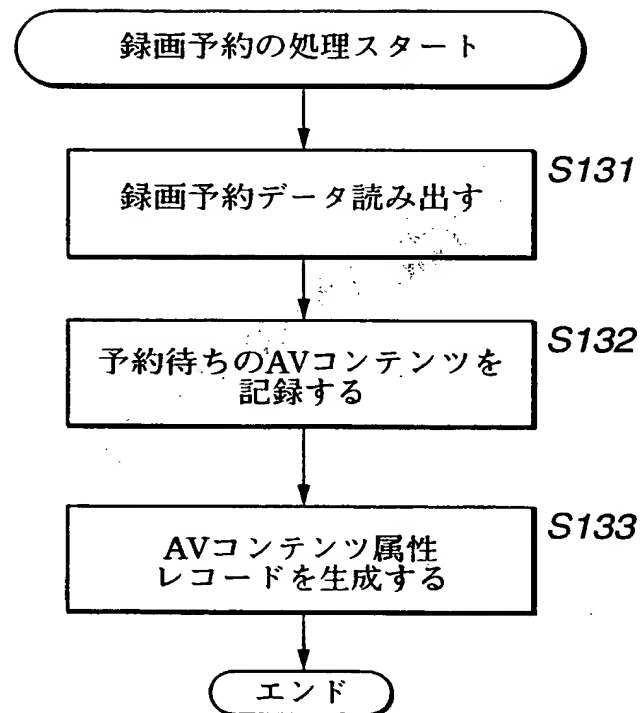 録画予約の処理スタート
録画予約データ読み出す
S131
予約待ちのAVコンテンツを
記録する
S132
AVコンテンツ属性
レコードを生成する
S133
エンド